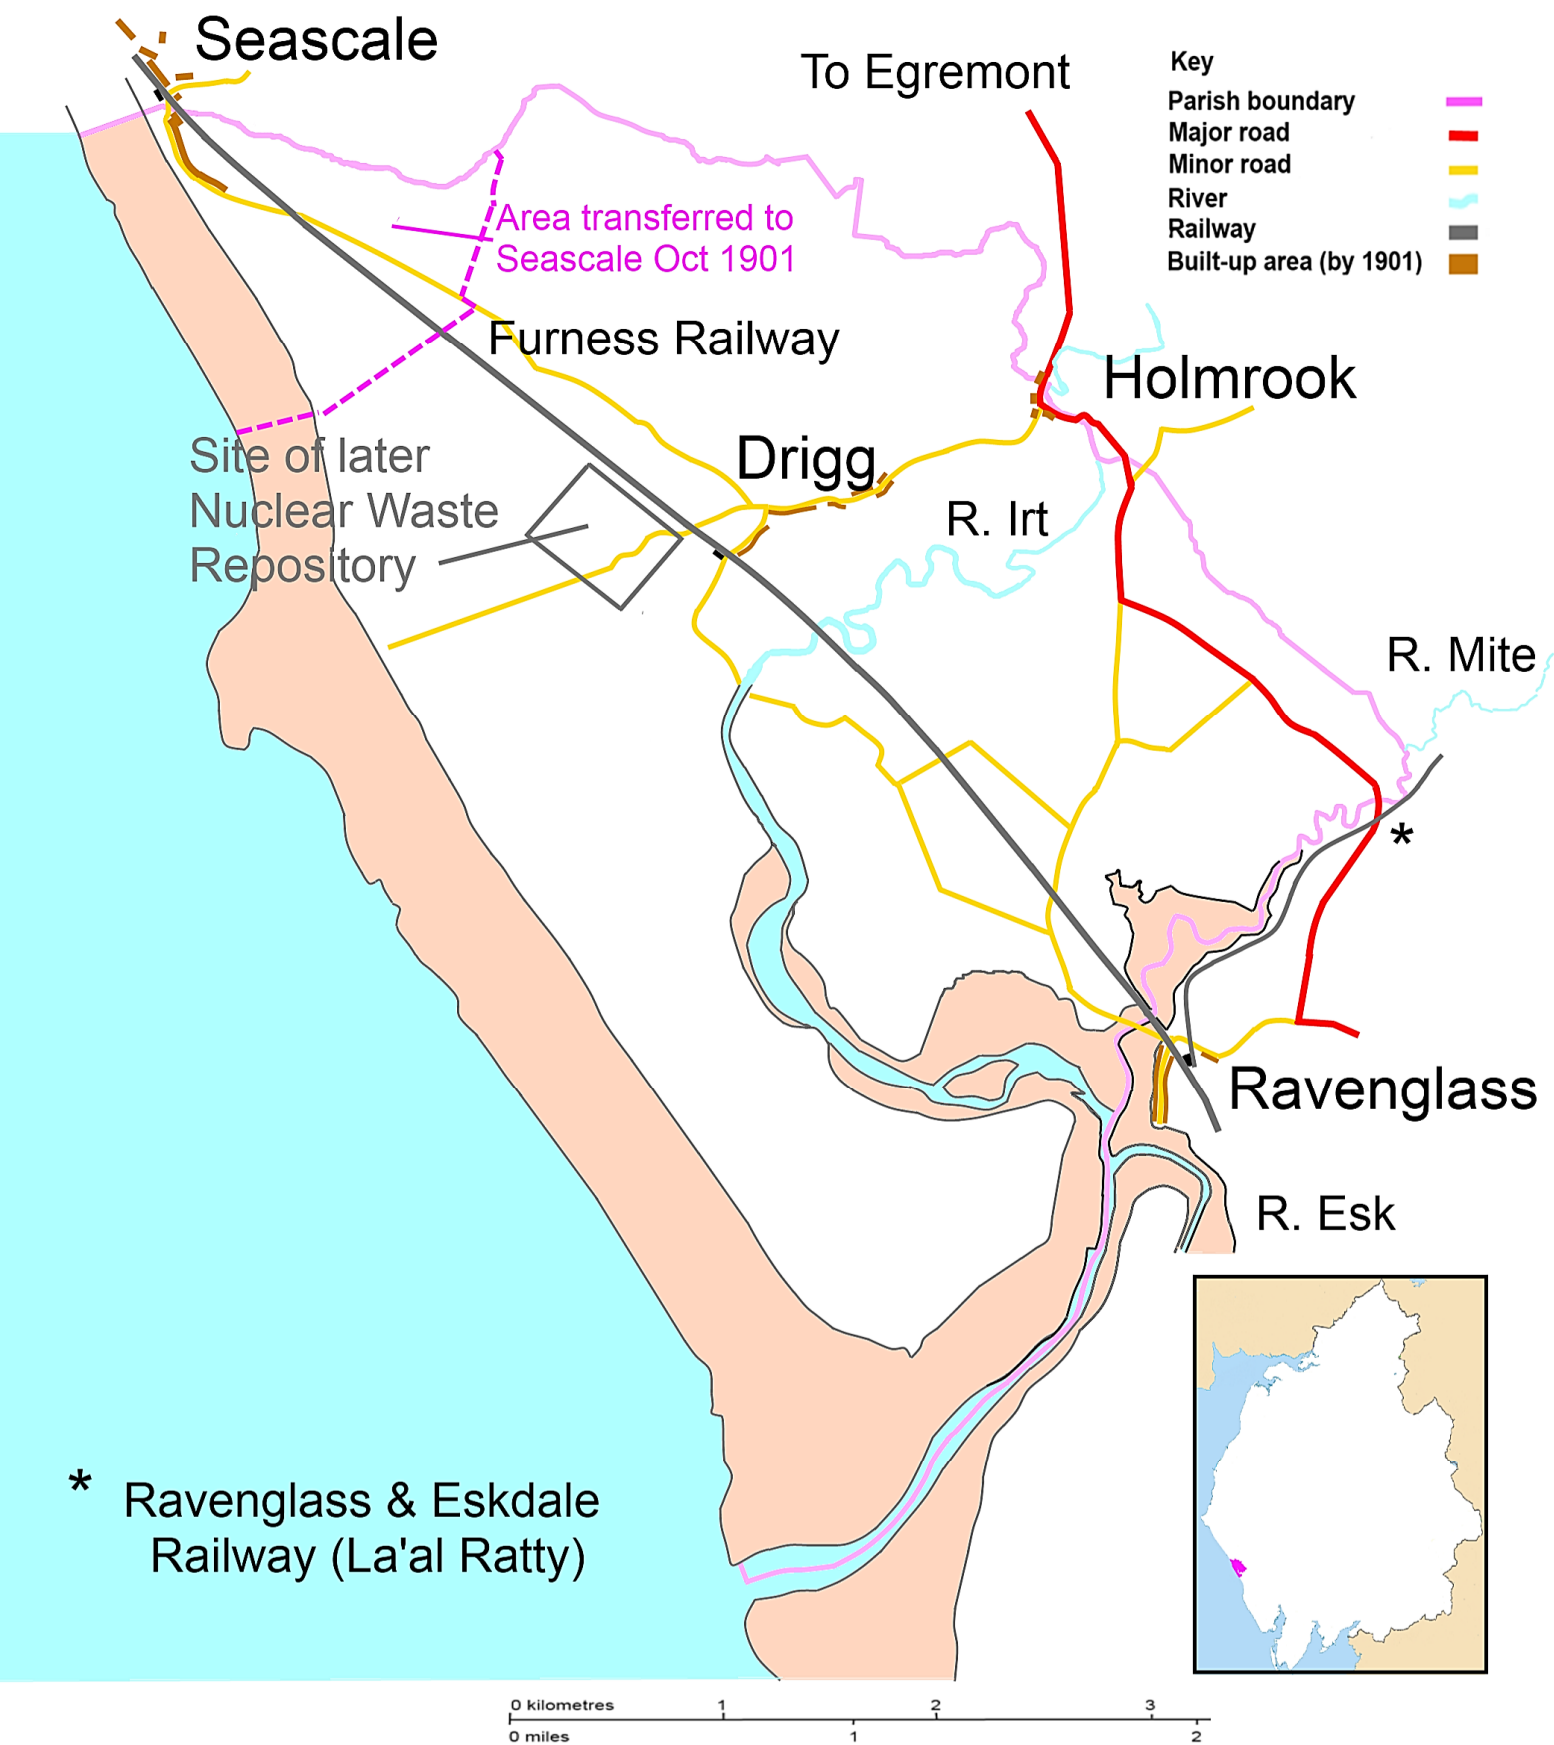 Seascale
To Egremont
Key
Parish boundary
Major road
Minor road
River
Railway
Built-up area (by 1901)
Area transferred to
Seascale Oct 1901
Furness Railway
Holmrook
Site of later
Nuclear Waste
Repository
Drigg
R. Irt
R. Mite
*
Ravenglass
R. Esk
* Ravenglass & Eskdale
Railway (La'al Ratty)
0 kilometres 1 2 3
0 miles 1 2